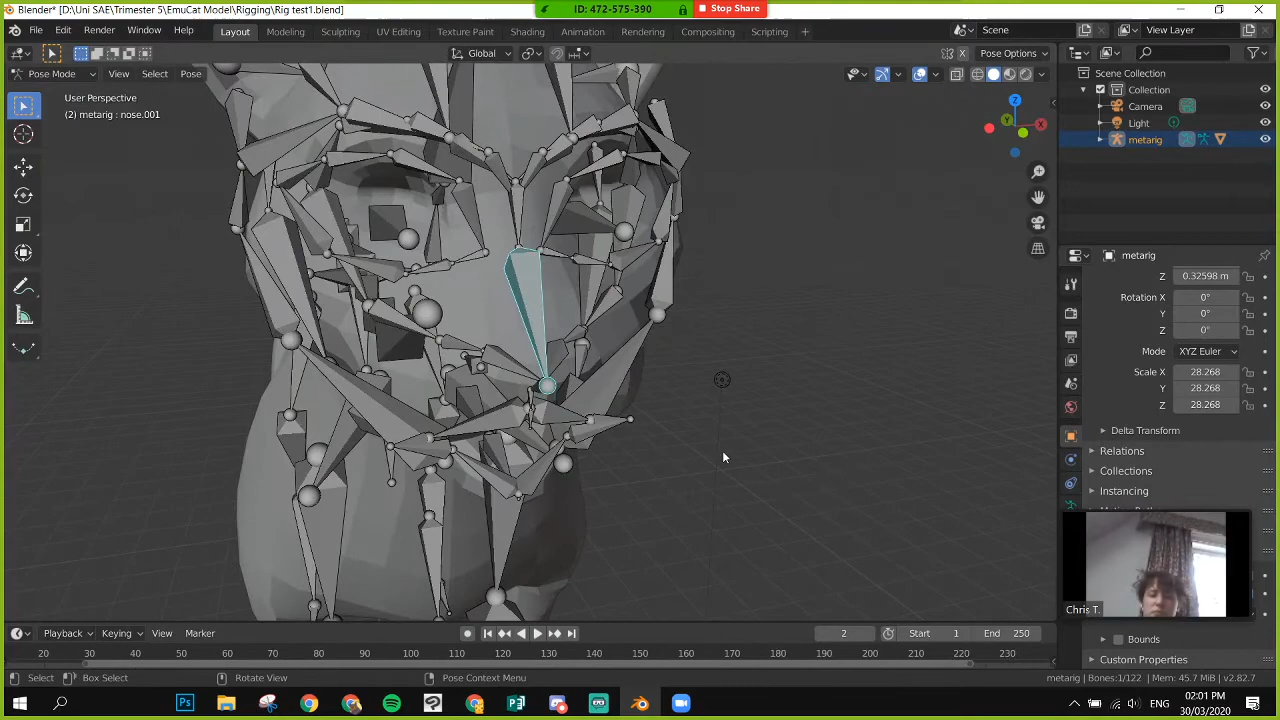 Blender* [D:\Uni SAE\Trimester 5\EmuCat Model\Rigging\Rig test1.blend]
ID: 472-575-390
Stop Share
File Edit Render Window Help
Layout Modeling Sculpting UV Editing Texture Paint Shading Animation Rendering Compositing Scripting
Scene
View Layer
Global
Pose Options
Pose Mode View Select Pose
User Perspective
(2) metarig : nose.001
Z
X
Y
Scene Collection
Collection
Camera
Light
metarig
metarig
Z 0.32598 m
Rotation X 0°
Y 0°
Z 0°
Mode XYZ Euler
Scale X 28.268
Y 28.268
Z 28.268
Delta Transform
Relations
Collections
Instancing
Chris T.
Bounds
Custom Properties
Playback Keying View Marker
2 Start 1 End 250
20 30 40 50 60 70 80 90 100 110 120 130 140 150 160 170 180 190 200 210 220 230
Select Box Select Rotate View Pose Context Menu
metarig | Bones:1/122 | Mem: 45.7 MiB | v2.82.7
Ps
ENG
02:01 PM
30/03/2020